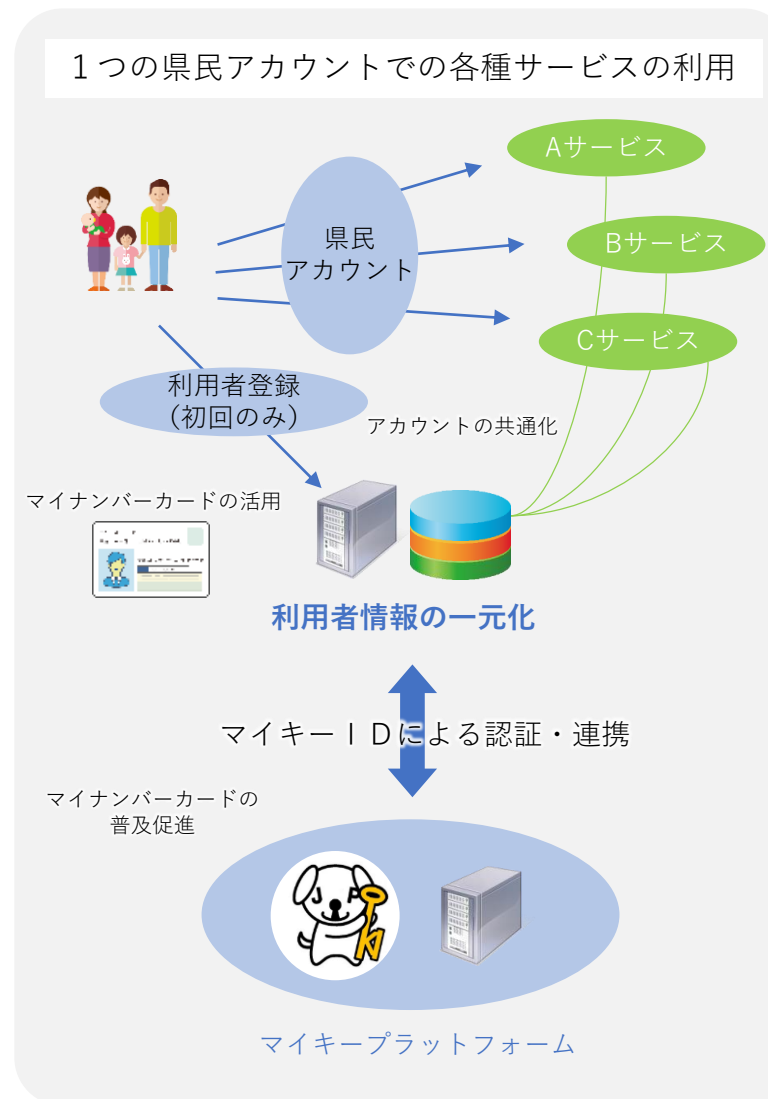 １つの県民アカウントでの各種サービスの利用
Aサービス
県民
アカウント
Bサービス
Cサービス
利用者登録
(初回のみ)
アカウントの共通化
マイナンバーカードの活用
利用者情報の一元化
マイキーＩＤによる認証・連携
マイナンバーカードの
普及促進
JP
マイキープラットフォーム